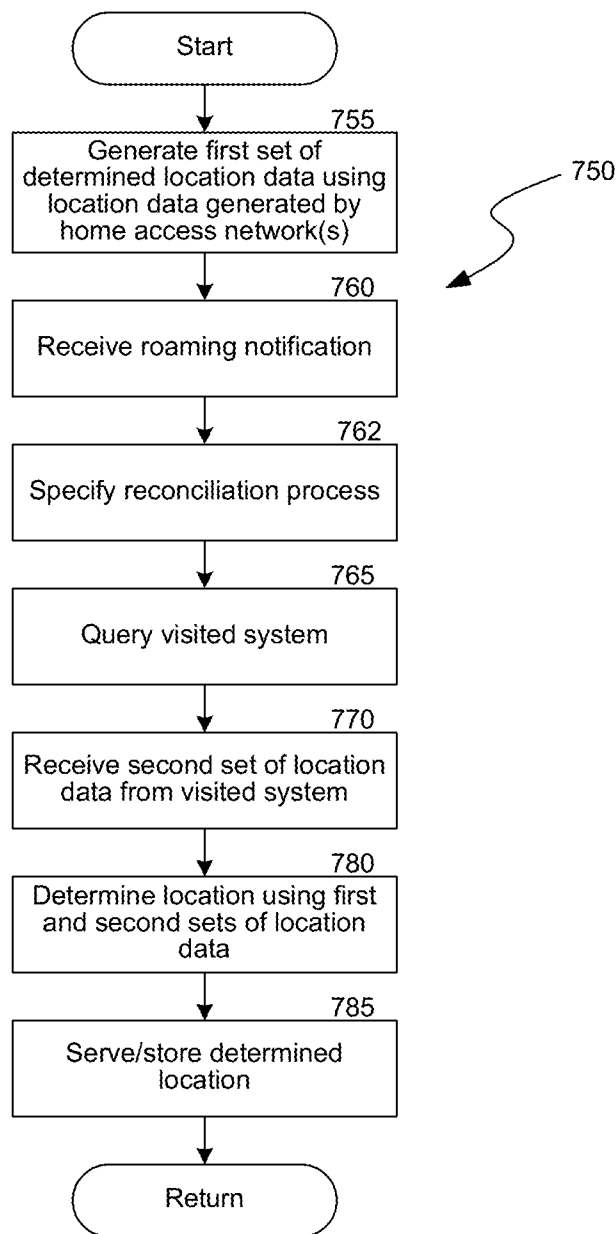 Start
755
Generate first set of
determined location data using
location data generated by
home access network(s)
750
760
Receive roaming notification
762
Specify reconciliation process
765
Query visited system
770
Receive second set of location
data from visited system
780
Determine location using first
and second sets of location
data
785
Serve/store determined
location
Return